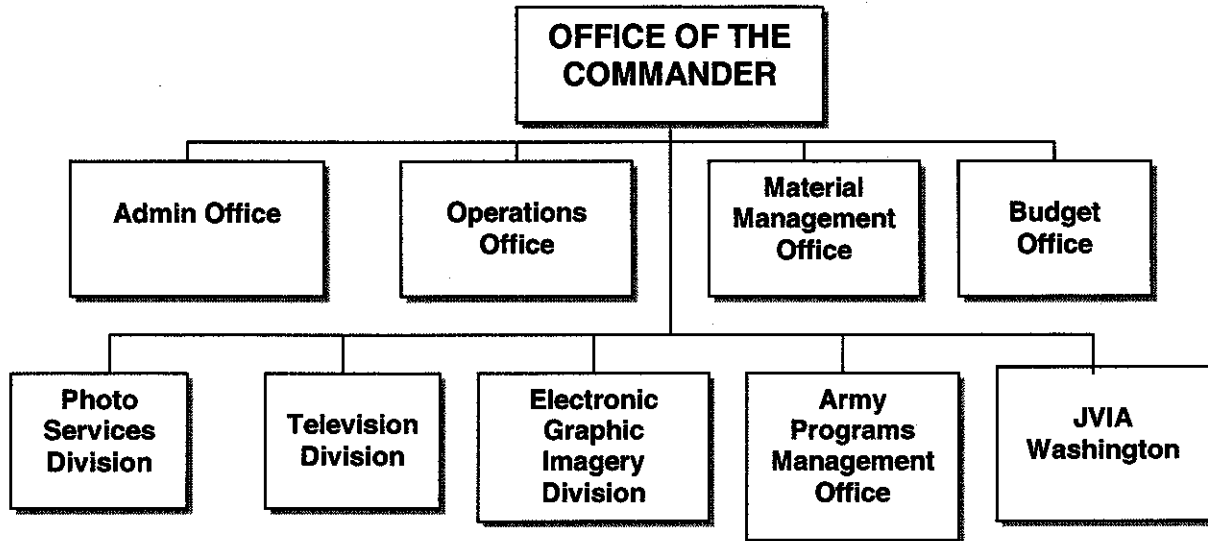 OFFICE OF THE
COMMANDER
Admin Office
Operations
Office
Material
Management
Office
Budget
Office
Photo
Services
Division
Television
Division
Electronic
Graphic
Imagery
Division
Army
Programs
Management
Office
JVIA
Washington